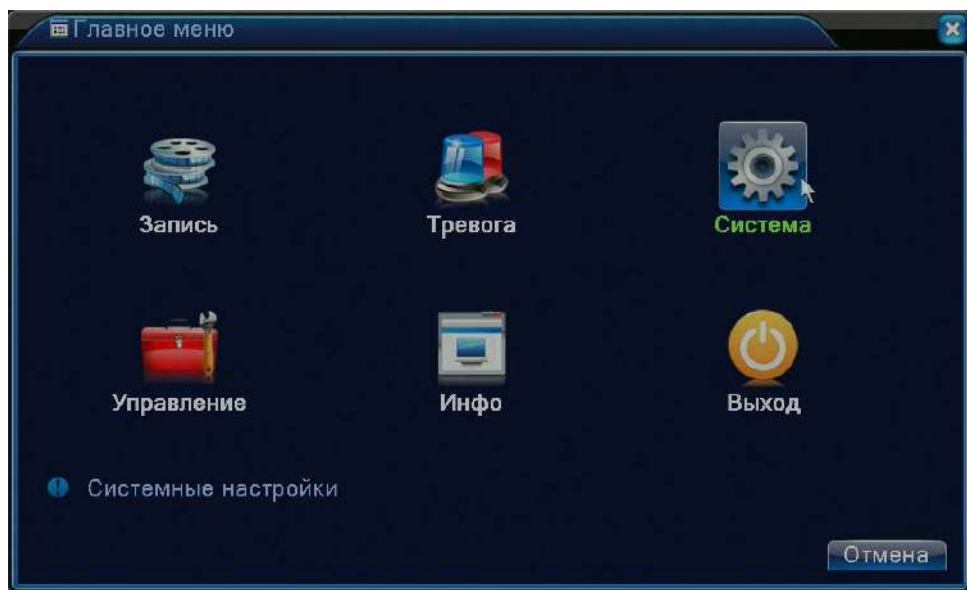 Главное меню
Запись
Тревога
Система
Управление
Инфо
Выход
Системные настройки
Отмена